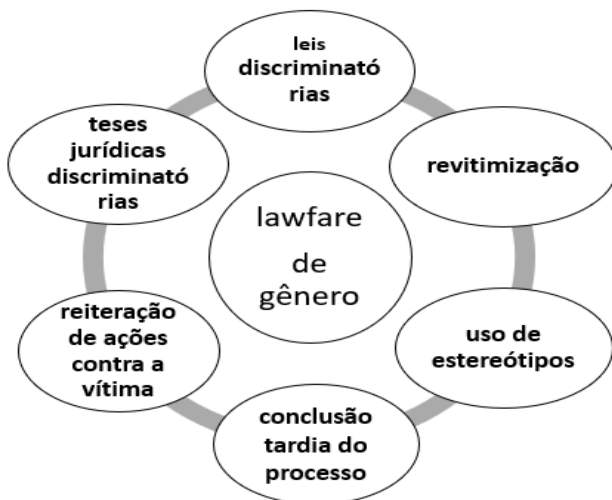 leis
discriminató
rias
revitimização
uso de
estereótipos
conclusão
tardia do
processo
reiteração
de ações
contra a
vítima
teses
jurídicas
discriminató
rias
lawfare
de
gênero